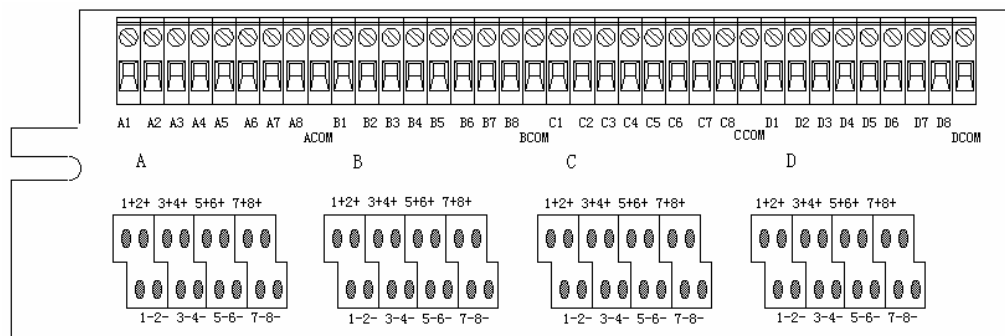 A1 A2 A3 A4 A5 A6 A7 A8 B1 B2 B3 B4 B5 B6 B7 B8 C1 C2 C3 C4 C5 C6 C7 C8 D1 D2 D3 D4 D5 D6 D7 D8
ACOM BCOM CCOM DCOM
A B C D
1+2+ 3+4+ 5+6+ 7+8+ 1+2+ 3+4+ 5+6+ 7+8+ 1+2+ 3+4+ 5+6+ 7+8+ 1+2+ 3+4+ 5+6+ 7+8+
1-2- 3-4- 5-6- 7-8- 1-2- 3-4- 5-6- 7-8- 1-2- 3-4- 5-6- 7-8- 1-2- 3-4- 5-6- 7-8-